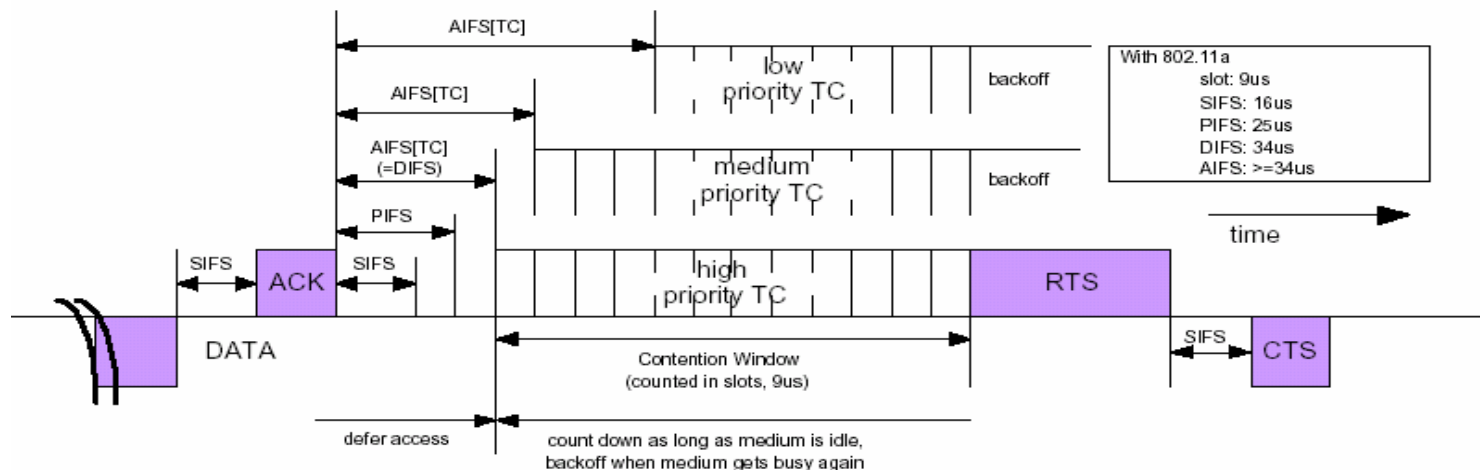 AIFS[TC]
low
priority TC
backoff
With 802.11a
slot: 9us
SIFS: 16us
PIFS: 25us
DIFS: 34us
AIFS: >=34us
AIFS[TC]
AIFS[TC]
(=DIFS)
medium
priority TC
backoff
PIFS
time
SIFS
ACK
SIFS
high
priority TC
RTS
DATA
SIFS
CTS
Contention Window
(counted in slots, 9us)
defer access
count down as long as medium is idle,
backoff when medium gets busy again